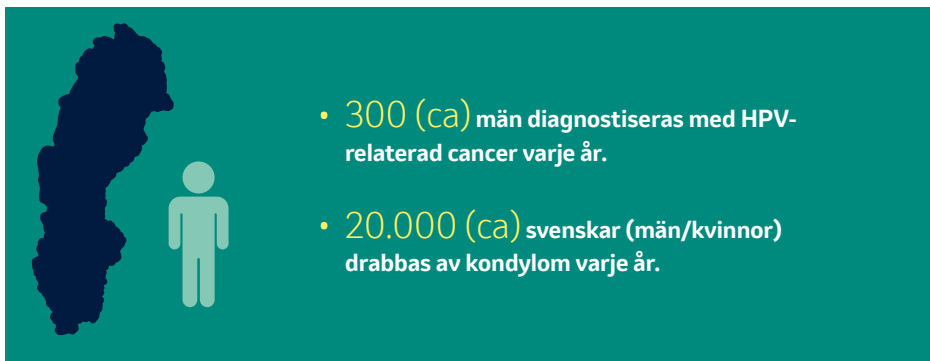 • 300 (ca) män diagnostiseras med HPV-
relaterad cancer varje år.
• 20.000 (ca) svenskar (män/kvinnor)
drabbas av kondylom varje år.